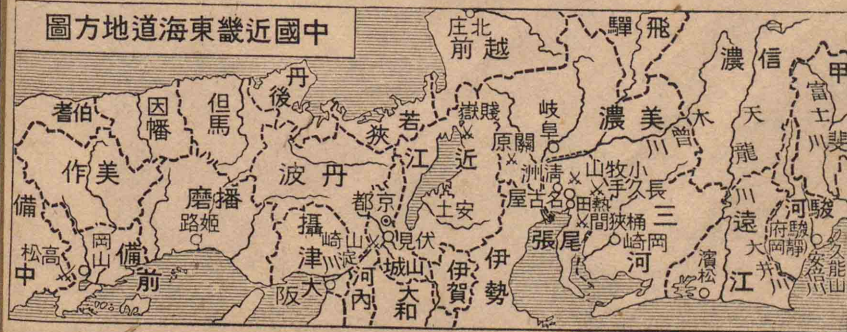 中國近畿東海道地方圖
北庄
越前
飛驒
信濃
甲斐
富士川
天龍川
木曾川
美濃
岐阜
關原
賤嶽
近江
安土
若狹
丹後
丹波
但馬
因幡
伯耆
美作
備前
備中
岡山
高松
播磨
姬路
攝津
大阪
山崎
淀川
京都
伏見
山城
河內
大和
伊賀
伊勢
尾張
清洲
名古屋
熱田
小牧山
長久手
桶狹間
岡崎
三河
濱松
遠江
大井川
駿河
駿府
靜岡
安倍川
久能山